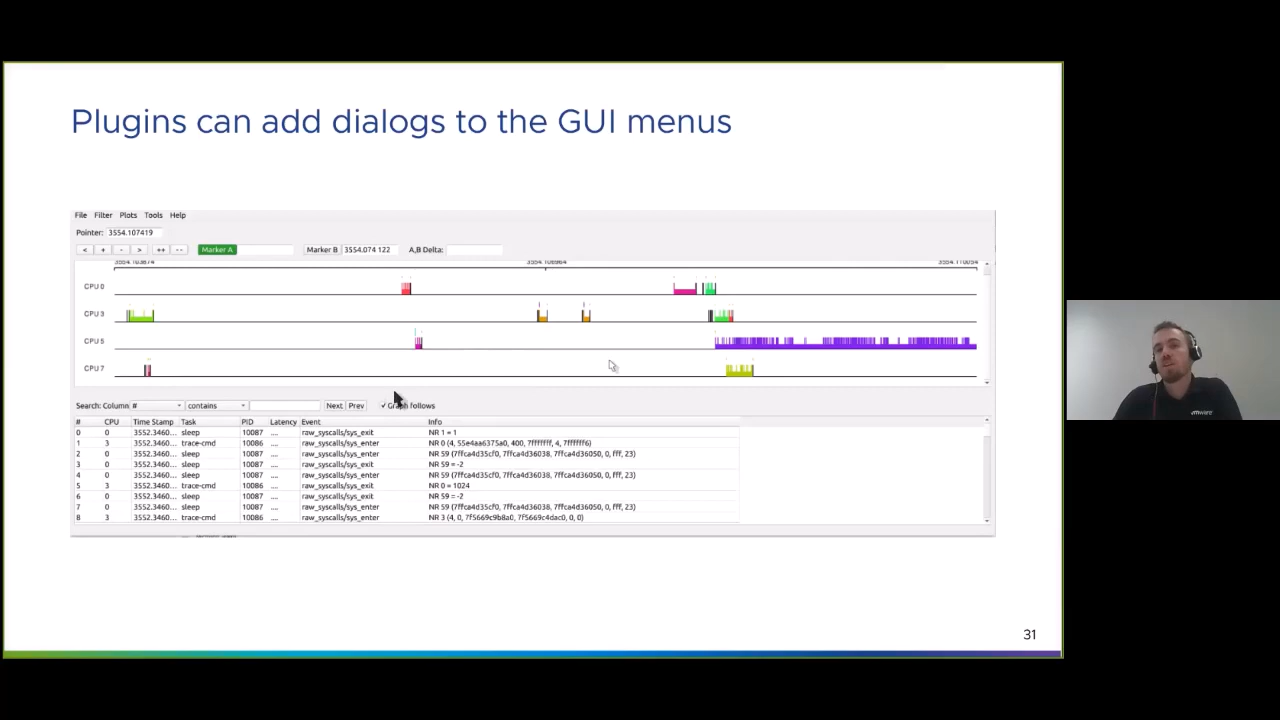 Plugins can add dialogs to the GUI menus
File Filter Plots Tools Help
Pointer: 3554.107419
< + - > ++ -- Marker A Marker B 3554.074 122 A,B Delta:
3554.103874 3554.106964 3554.110054
CPU 0
CPU 3
CPU 5
CPU 7
Search: Column # contains Next Prev ✓ Graph follows
# CPU Time Stamp Task PID Latency Event Info
0 0 3552.3460... sleep 10087 .... raw_syscalls/sys_exit NR 1 = 1
1 3 3552.3460... trace-cmd 10086 .... raw_syscalls/sys_enter NR 0 (4, 55e4aa6375a0, 400, 7fffffff, 4, 7ffffff6)
2 0 3552.3460... sleep 10087 .... raw_syscalls/sys_enter NR 59 (7ffca4d35cf0, 7ffca4d36038, 7ffca4d36050, 0, fff, 23)
3 0 3552.3460... sleep 10087 .... raw_syscalls/sys_exit NR 59 = -2
4 0 3552.3460... sleep 10087 .... raw_syscalls/sys_enter NR 59 (7ffca4d35cf0, 7ffca4d36038, 7ffca4d36050, 0, fff, 23)
5 3 3552.3460... trace-cmd 10086 .... raw_syscalls/sys_exit NR 0 = 1024
6 0 3552.3460... sleep 10087 .... raw_syscalls/sys_exit NR 59 = -2
7 0 3552.3460... sleep 10087 .... raw_syscalls/sys_enter NR 59 (7ffca4d35cf0, 7ffca4d36038, 7ffca4d36050, 0, fff, 23)
8 3 3552.3460... trace-cmd 10086 .... raw_syscalls/sys_enter NR 3 (4, 0, 7f5669c9b8a0, 7f5669c4dac0, 0, 0)
31
vmware